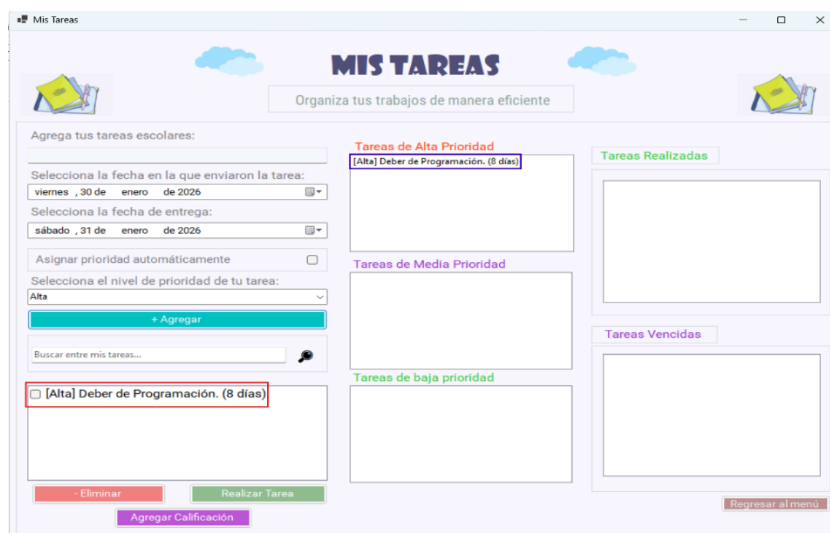 Mis Tareas
MIS TAREAS
Organiza tus trabajos de manera eficiente
Agrega tus tareas escolares:
Selecciona la fecha en la que enviaron la tarea:
viernes , 30 de enero de 2026
Selecciona la fecha de entrega:
sábado , 31 de enero de 2026
Asignar prioridad automáticamente
Selecciona el nivel de prioridad de tu tarea:
Alta
+ Agregar
Buscar entre mis tareas...
[Alta] Deber de Programación. (8 días)
- Eliminar
Realizar Tarea
Agregar Calificación
Tareas de Alta Prioridad
[Alta] Deber de Programación. (8 días)
Tareas de Media Prioridad
Tareas de baja prioridad
Tareas Realizadas
Tareas Vencidas
Regresar al menú